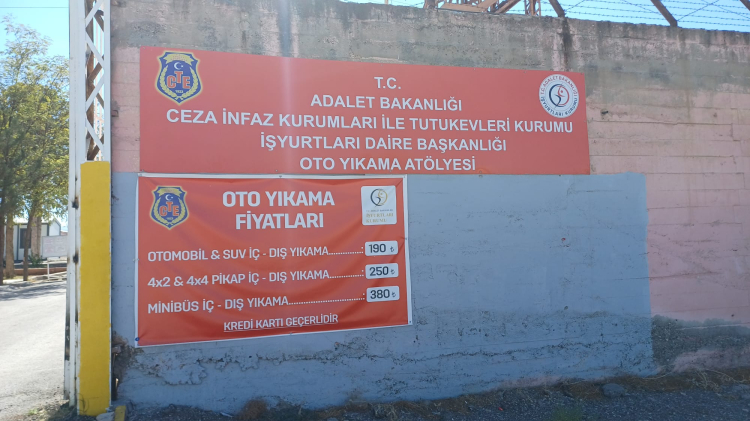 CTE
T.C.
ADALET BAKANLIĞI
CEZA İNFAZ KURUMLARI İLE TUTUKEVLERİ KURUMU
İŞYURTLARI DAİRE BAŞKANLIĞI
OTO YIKAMA ATÖLYESİ
CTE
OTO YIKAMA
FİYATLARI
OTOMOBİL & SUV İÇ - DIŞ YIKAMA 190 ₺
4x2 & 4x4 PİKAP İÇ - DIŞ YIKAMA 250 ₺
MİNİBÜS İÇ - DIŞ YIKAMA 380 ₺
KREDİ KARTI GEÇERLİDİR